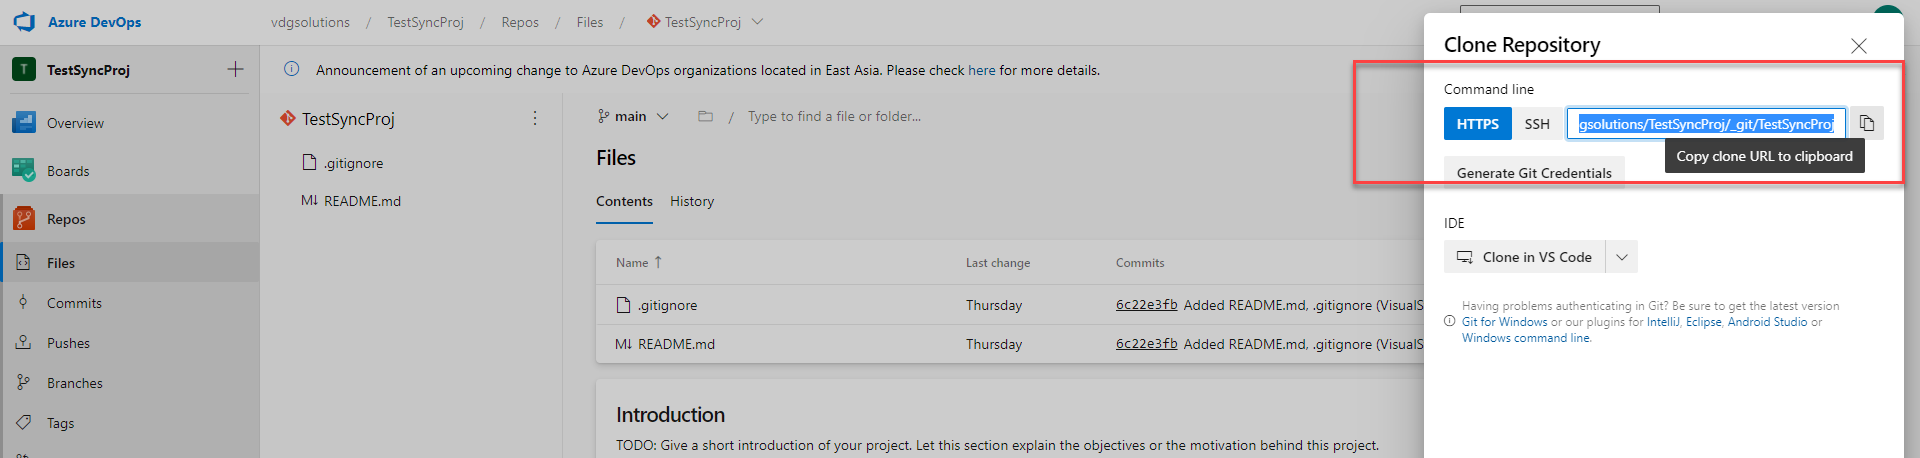 Azure DevOps
vdgsolutions / TestSyncProj / Repos / Files / TestSyncProj
T TestSyncProj
Overview
Boards
Repos
Files
Commits
Pushes
Branches
Tags
Announcement of an upcoming change to Azure DevOps organizations located in East Asia. Please check here for more details.
TestSyncProj
.gitignore
M↓ README.md
main / Type to find a file or folder...
Files
Contents History
Name ↑ Last change Commits
.gitignore Thursday 6c22e3fb Added README.md, .gitignore (VisualS
M↓ README.md Thursday 6c22e3fb Added README.md, .gitignore (VisualS
Introduction
TODO: Give a short introduction of your project. Let this section explain the objectives or the motivation behind this project.
Clone Repository
Command line
HTTPS SSH gsolutions/TestSyncProj/_git/TestSyncProj
Copy clone URL to clipboard
Generate Git Credentials
IDE
Clone in VS Code
Having problems authenticating in Git? Be sure to get the latest version
Git for Windows or our plugins for IntelliJ, Eclipse, Android Studio or
Windows command line.